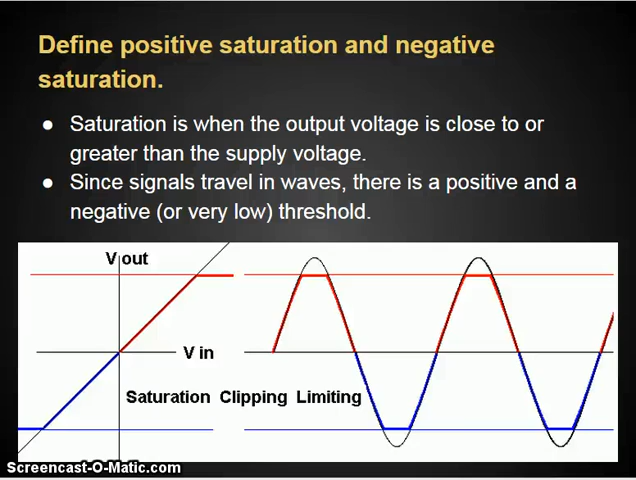 Define positive saturation and negative
saturation.
● Saturation is when the output voltage is close to or
greater than the supply voltage.
● Since signals travel in waves, there is a positive and a
negative (or very low) threshold.
V out
V in
Saturation Clipping Limiting
Screencast-O-Matic.com